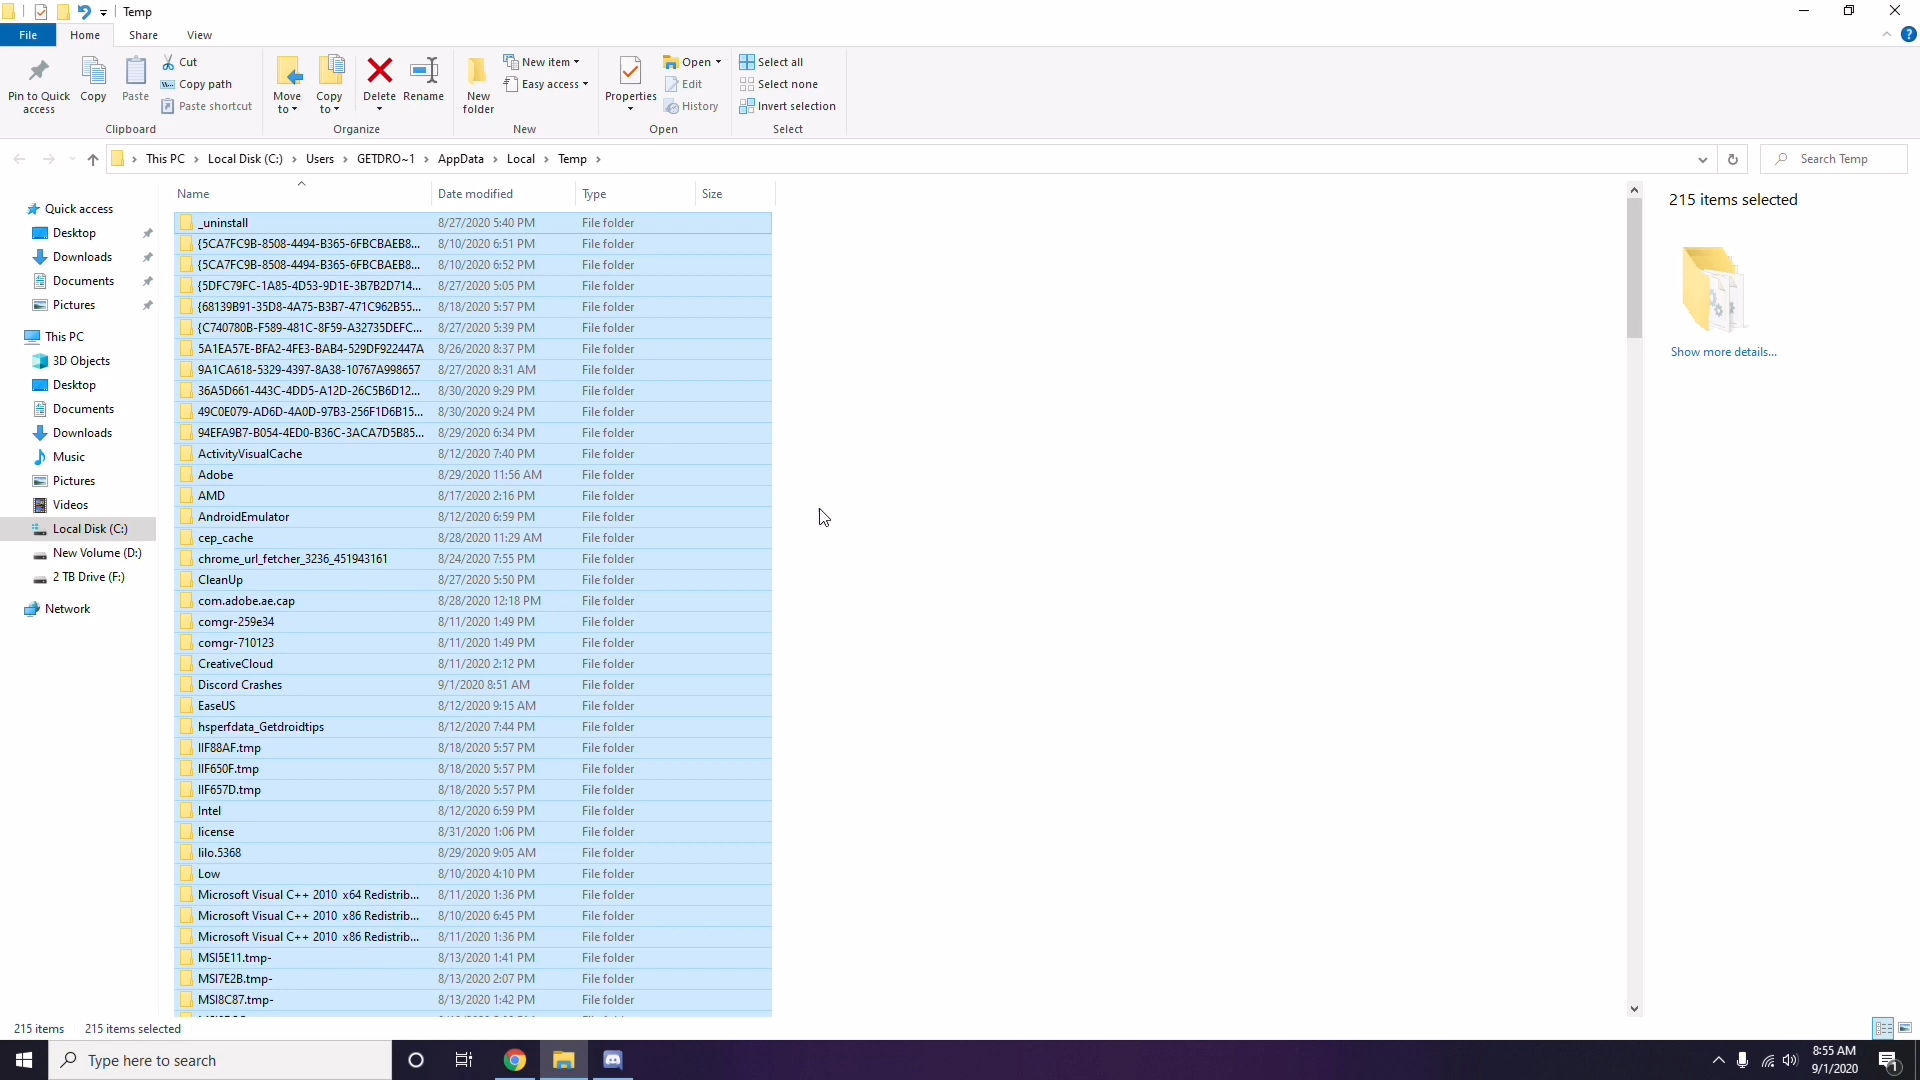 Temp
File Home Share View
Pin to Quick access
Copy
Paste
Cut
Copy path
Paste shortcut
Clipboard
Move to
Copy to
Delete
Rename
Organize
New folder
New item
Easy access
New
Properties
Open
Edit
History
Open
Select all
Select none
Invert selection
Select
This PC › Local Disk (C:) › Users › GETDRO~1 › AppData › Local › Temp ›
Search Temp
Quick access
Desktop
Downloads
Documents
Pictures
This PC
3D Objects
Desktop
Documents
Downloads
Music
Pictures
Videos
Local Disk (C:)
New Volume (D:)
2 TB Drive (F:)
Network
Name Date modified Type Size
_uninstall 8/27/2020 5:40 PM File folder
{5CA7FC9B-8508-4494-B365-6FBCBAEB8... 8/10/2020 6:51 PM File folder
{5CA7FC9B-8508-4494-B365-6FBCBAEB8... 8/10/2020 6:52 PM File folder
{5DFC79FC-1A85-4D53-9D1E-3B7B2D714... 8/27/2020 5:05 PM File folder
{68139B91-35D8-4A75-B3B7-471C962B55... 8/18/2020 5:57 PM File folder
{C740780B-F589-481C-8F59-A32735DEFC... 8/27/2020 5:39 PM File folder
5A1EA57E-BFA2-4FE3-BAB4-529DF922447A 8/26/2020 8:37 PM File folder
9A1CA618-5329-4397-8A38-10767A998657 8/27/2020 8:31 AM File folder
36A5D661-443C-4DD5-A12D-26C5B6D12... 8/30/2020 9:29 PM File folder
49C0E079-AD6D-4A0D-97B3-256F1D6B15... 8/30/2020 9:24 PM File folder
94EFA9B7-B054-4ED0-B36C-3ACA7D5B85... 8/29/2020 6:34 PM File folder
ActivityVisualCache 8/12/2020 7:40 PM File folder
Adobe 8/29/2020 11:56 AM File folder
AMD 8/17/2020 2:16 PM File folder
AndroidEmulator 8/12/2020 6:59 PM File folder
cep_cache 8/28/2020 11:29 AM File folder
chrome_url_fetcher_3236_451943161 8/24/2020 7:55 PM File folder
CleanUp 8/27/2020 5:50 PM File folder
com.adobe.ae.cap 8/28/2020 12:18 PM File folder
comgr-259e34 8/11/2020 1:49 PM File folder
comgr-710123 8/11/2020 1:49 PM File folder
CreativeCloud 8/11/2020 2:12 PM File folder
Discord Crashes 9/1/2020 8:51 AM File folder
EaseUS 8/12/2020 9:15 AM File folder
hsperfdata_Getdroidtips 8/12/2020 7:44 PM File folder
IIF88AF.tmp 8/18/2020 5:57 PM File folder
IIF650F.tmp 8/18/2020 5:57 PM File folder
IIF657D.tmp 8/18/2020 5:57 PM File folder
Intel 8/12/2020 6:59 PM File folder
license 8/31/2020 1:06 PM File folder
lilo.5368 8/29/2020 9:05 AM File folder
Low 8/10/2020 4:10 PM File folder
Microsoft Visual C++ 2010 x64 Redistrib... 8/11/2020 1:36 PM File folder
Microsoft Visual C++ 2010 x86 Redistrib... 8/10/2020 6:45 PM File folder
Microsoft Visual C++ 2010 x86 Redistrib... 8/11/2020 1:36 PM File folder
MSI5E11.tmp- 8/13/2020 1:41 PM File folder
MSI7E2B.tmp- 8/13/2020 2:07 PM File folder
MSI8C87.tmp- 8/13/2020 1:42 PM File folder
215 items selected
Show more details...
215 items 215 items selected
Type here to search
8:55 AM
9/1/2020
1